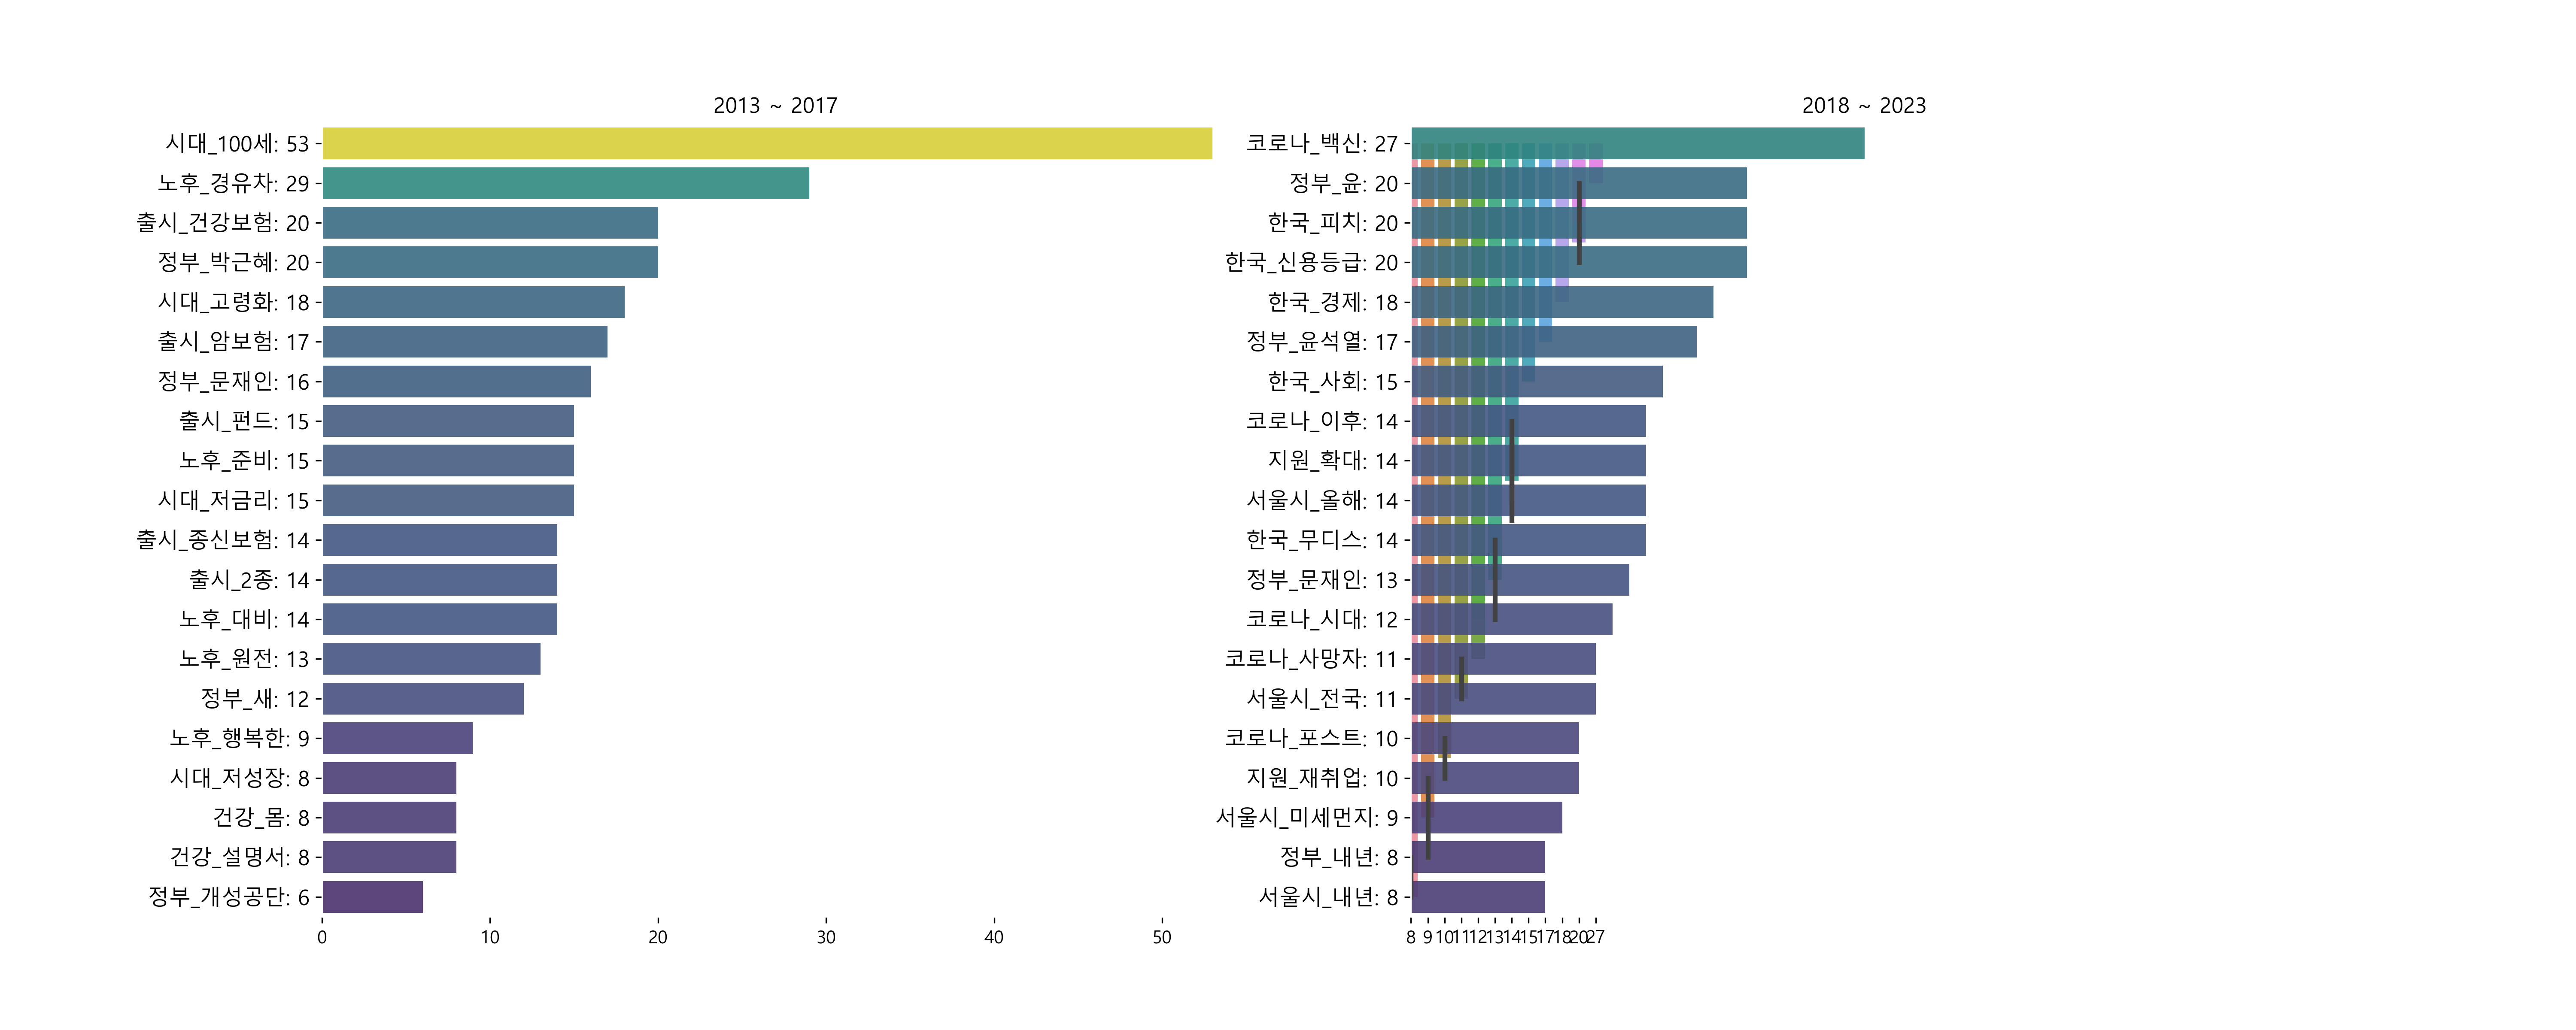 2013 ~ 2017
시대_100세: 53
노후_경유차: 29
출시_건강보험: 20
정부_박근혜: 20
시대_고령화: 18
출시_암보험: 17
정부_문재인: 16
출시_펀드: 15
노후_준비: 15
시대_저금리: 15
출시_종신보험: 14
출시_2종: 14
노후_대비: 14
노후_원전: 13
정부_새: 12
노후_행복한: 9
시대_저성장: 8
건강_몸: 8
건강_설명서: 8
정부_개성공단: 6
0 10 20 30 40 50
2018 ~ 2023
코로나_백신: 27
정부_윤: 20
한국_피치: 20
한국_신용등급: 20
한국_경제: 18
정부_윤석열: 17
한국_사회: 15
코로나_이후: 14
지원_확대: 14
서울시_올해: 14
한국_무디스: 14
정부_문재인: 13
코로나_시대: 12
코로나_사망자: 11
서울시_전국: 11
코로나_포스트: 10
지원_재취업: 10
서울시_미세먼지: 9
정부_내년: 8
서울시_내년: 8
8 9 10 11 12 13 14 15 17 18 20 27